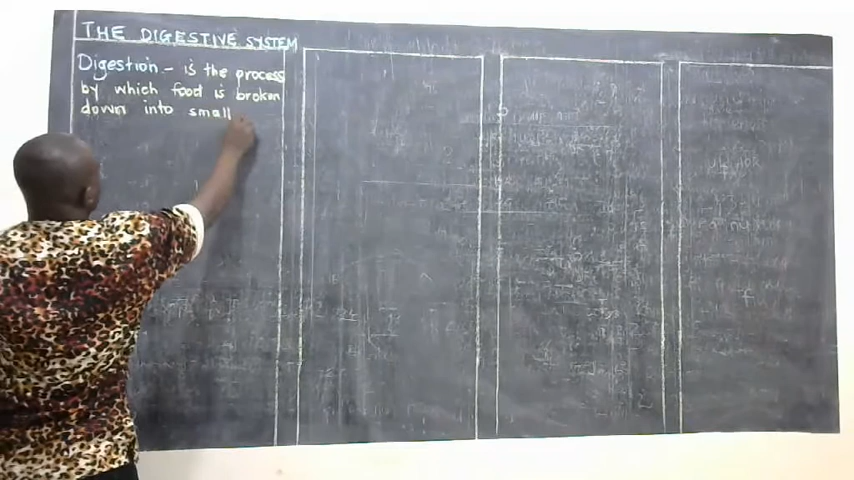 THE DIGESTIVE SYSTEM
Digestion - is the process
by which food is broken
down into small